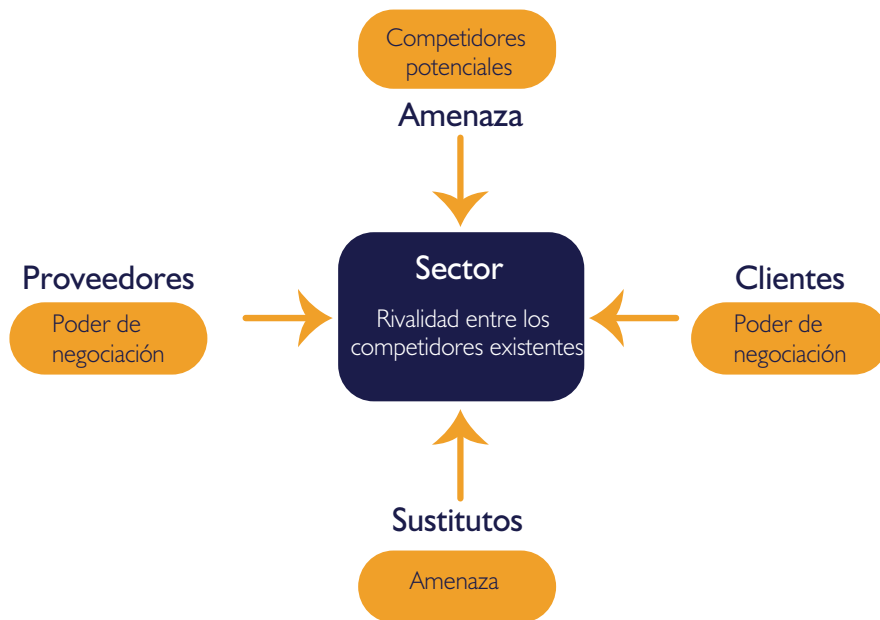 Competidores
potenciales
Amenaza
Proveedores
Poder de
negociación
Sector
Rivalidad entre los
competidores existentes
Clientes
Poder de
negociación
Sustitutos
Amenaza